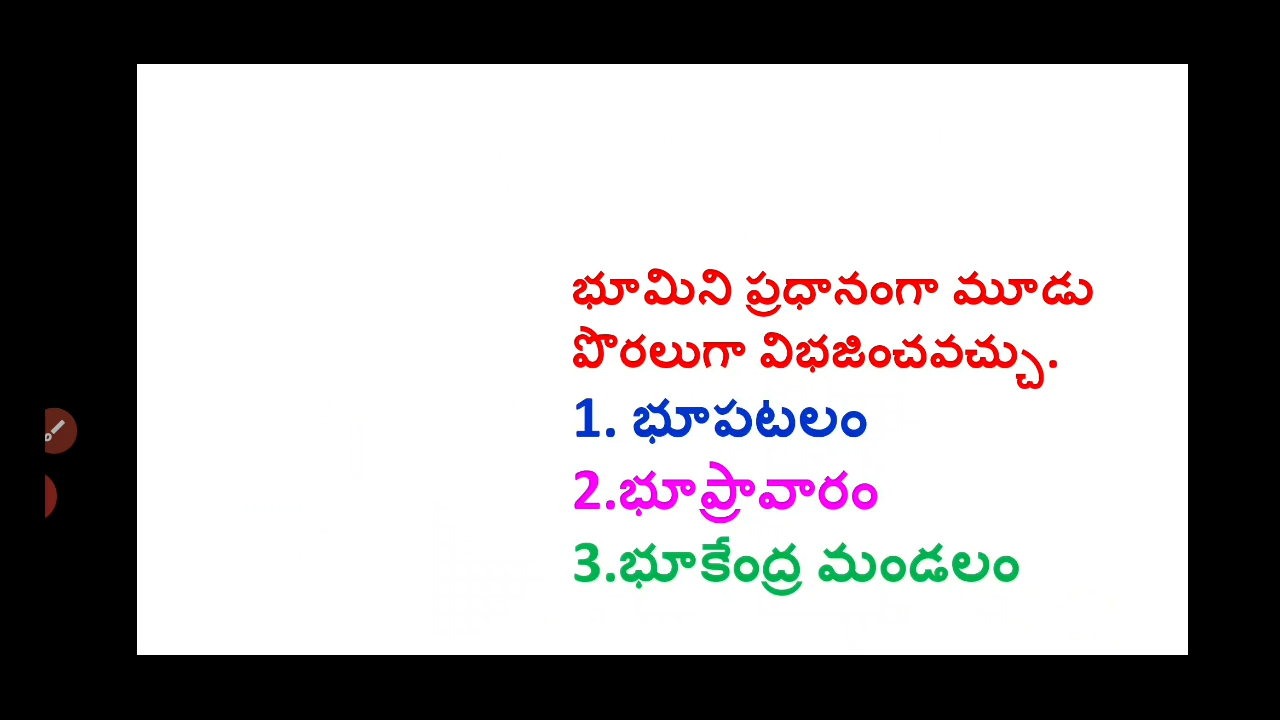 భూమిని ప్రధానంగా మూడు
పొరలుగా విభజించవచ్చు.
1. భూపటలం
2.భూప్రావారం
3.భూకేంద్ర మండలం